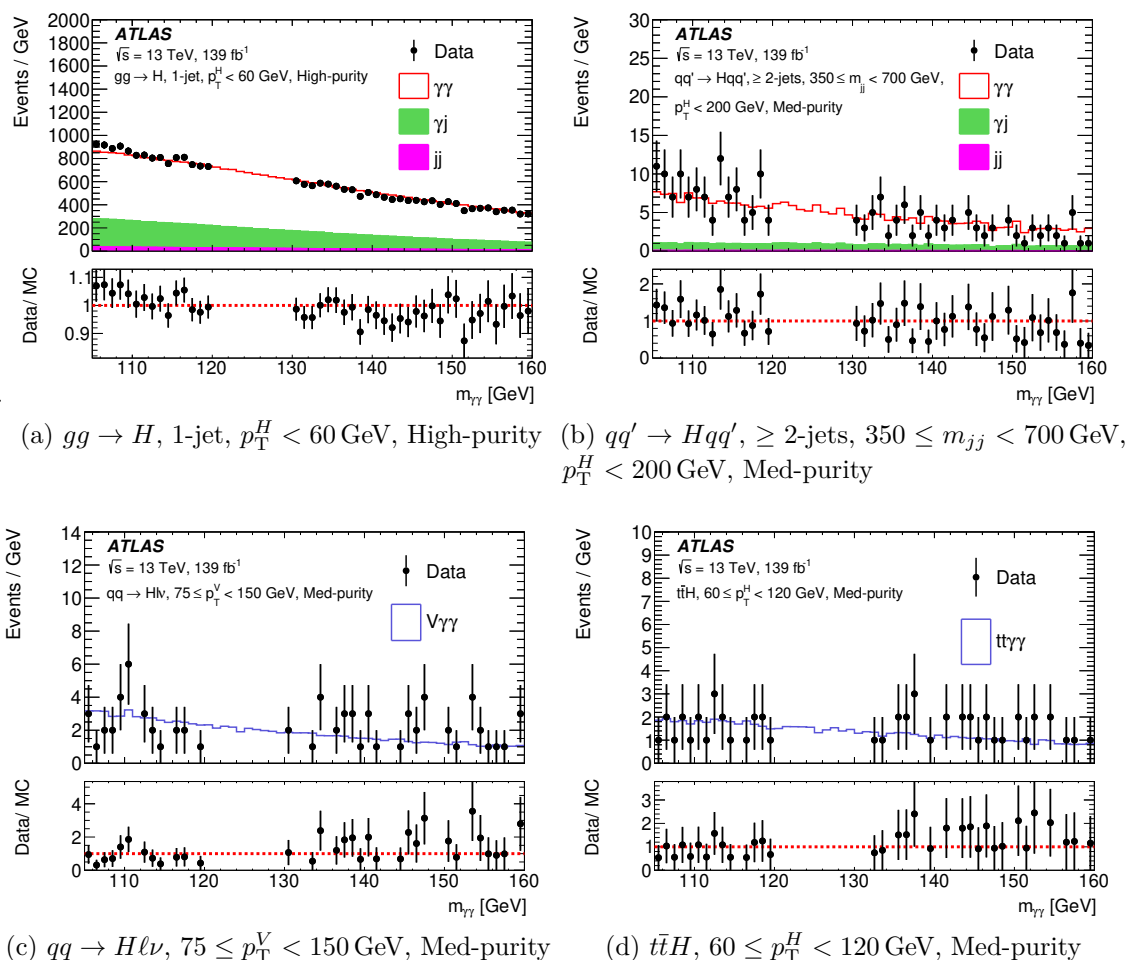 ATLAS
√s = 13 TeV, 139 fb⁻¹
gg → H, 1-jet, p_T^H < 60 GeV, High-purity
Data
γγ
γj
jj
Events / GeV
2000
1800
1600
1400
1200
1000
800
600
400
200
0
Data/ MC
1.1
1
0.9
110 120 130 140 150 160
m_γγ [GeV]
(a) gg → H, 1-jet, p_T^H < 60 GeV, High-purity
ATLAS
√s = 13 TeV, 139 fb⁻¹
qq' → Hqq', ≥ 2-jets, 350 ≤ m_jj < 700 GeV,
p_T^H < 200 GeV, Med-purity
Data
γγ
γj
jj
Events / GeV
30
25
20
15
10
5
0
Data/ MC
2
1
0
110 120 130 140 150 160
m_γγ [GeV]
(b) qq′ → Hqq′, ≥ 2-jets, 350 ≤ m_jj < 700 GeV,
p_T^H < 200 GeV, Med-purity
ATLAS
√s = 13 TeV, 139 fb⁻¹
qq → Hlν, 75 ≤ p_T^V < 150 GeV, Med-purity
Data
Vγγ
Events / GeV
14
12
10
8
6
4
2
0
Data/ MC
4
2
0
110 120 130 140 150 160
m_γγ [GeV]
(c) qq → Hℓν, 75 ≤ p_T^V < 150 GeV, Med-purity
ATLAS
√s = 13 TeV, 139 fb⁻¹
tt̄H, 60 ≤ p_T^H < 120 GeV, Med-purity
Data
ttγγ
Events / GeV
10
9
8
7
6
5
4
3
2
1
0
Data/ MC
3
2
1
0
110 120 130 140 150 160
m_γγ [GeV]
(d) tt̄H, 60 ≤ p_T^H < 120 GeV, Med-purity